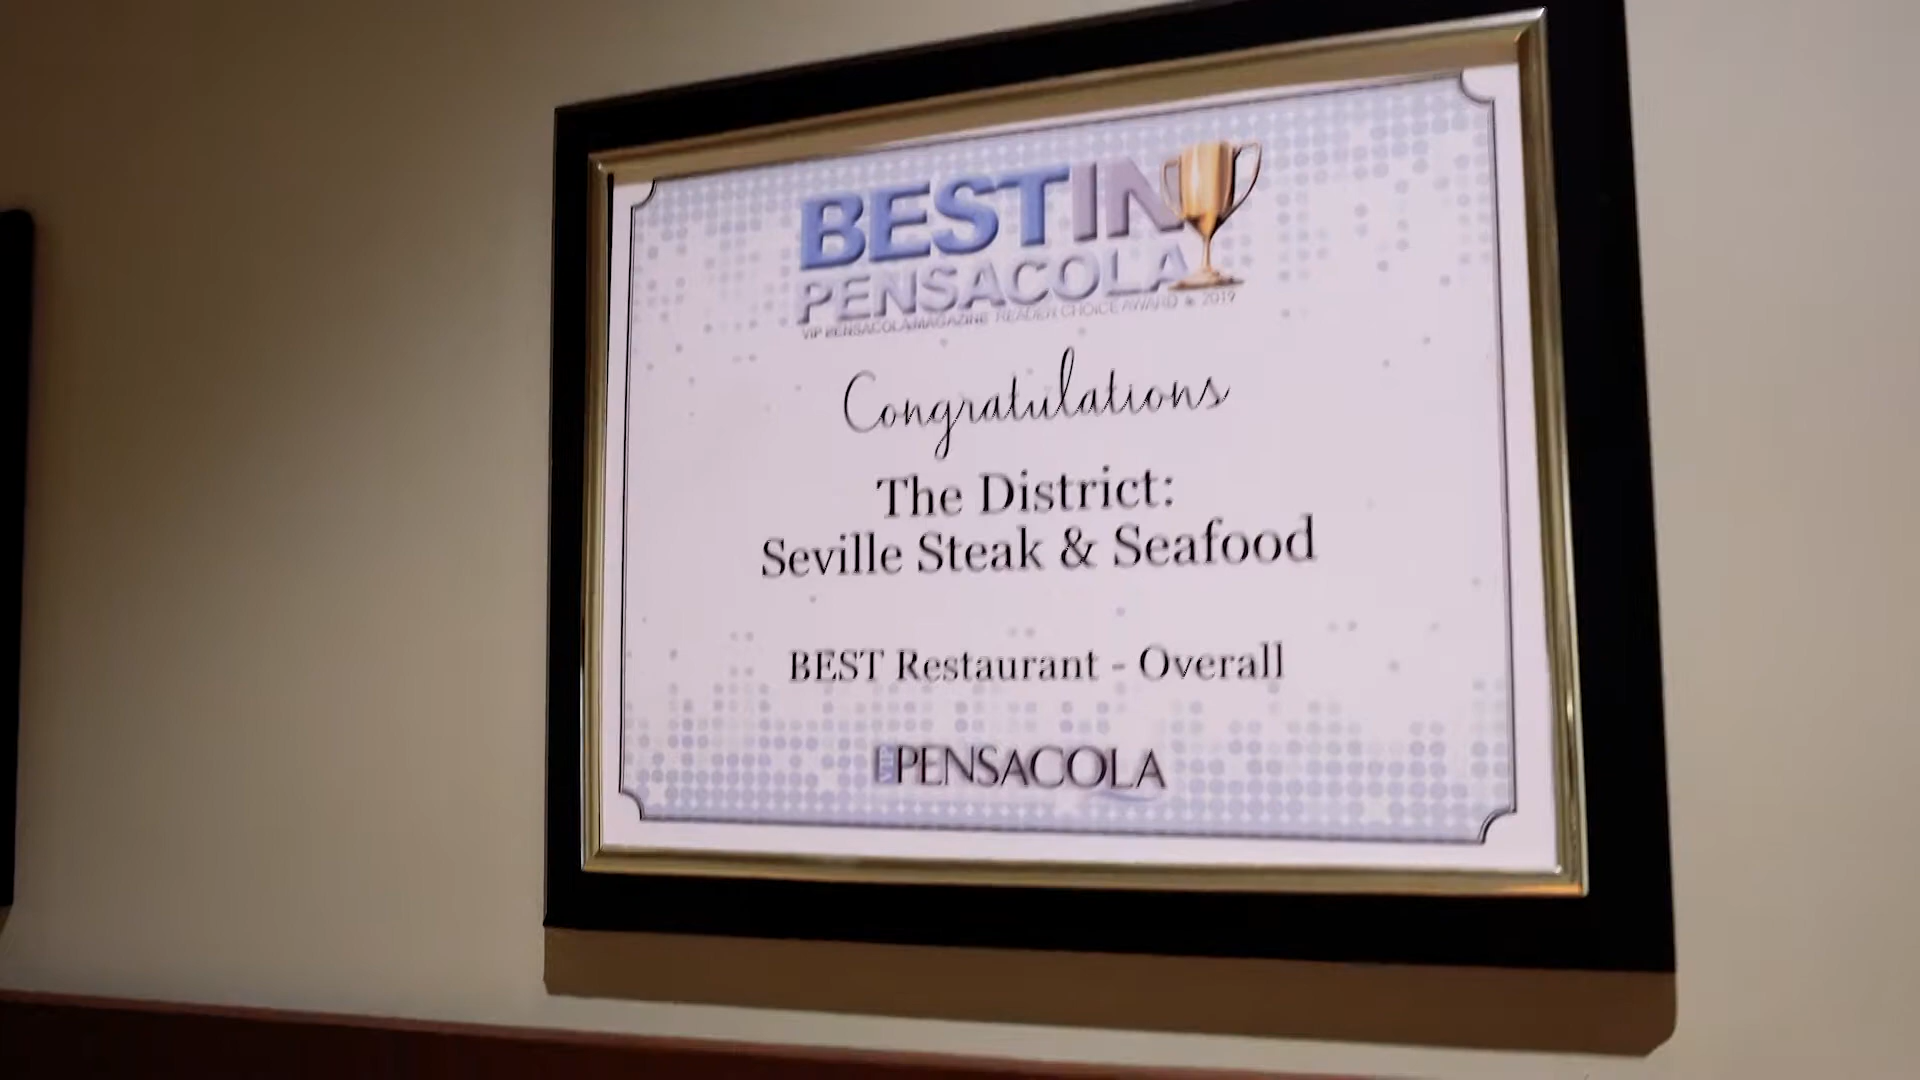 BEST IN
PENSACOLA
VIP PENSACOLA MAGAZINE READER CHOICE AWARD ★ 2019
Congratulations
The District:
Seville Steak & Seafood
BEST Restaurant - Overall
VIP PENSACOLA